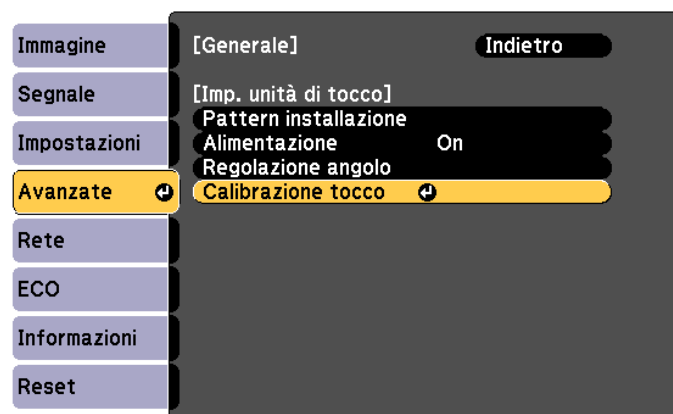 Immagine
Segnale
Impostazioni
Avanzate
Rete
ECO
Informazioni
Reset
[Generale] Indietro
[Imp. unità di tocco]
Pattern installazione
Alimentazione On
Regolazione angolo
Calibrazione tocco